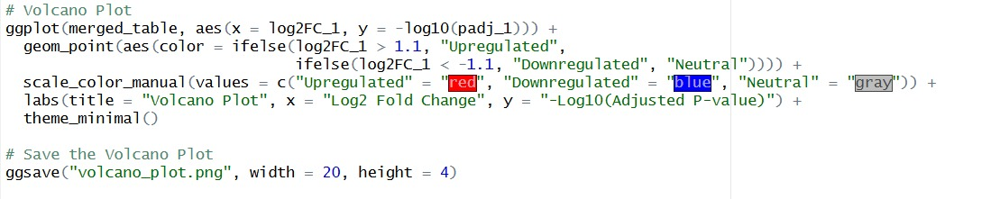 # Volcano Plot
ggplot(merged_table, aes(x = log2FC_1, y = -log10(padj_1))) +
  geom_point(aes(color = ifelse(log2FC_1 > 1.1, "Upregulated",
                                ifelse(log2FC_1 < -1.1, "Downregulated", "Neutral")))) +
  scale_color_manual(values = c("Upregulated" = "red", "Downregulated" = "blue", "Neutral" = "gray")) +
  labs(title = "Volcano Plot", x = "Log2 Fold Change", y = "-Log10(Adjusted P-value)") +
  theme_minimal()

# Save the Volcano Plot
ggsave("volcano_plot.png", width = 20, height = 4)